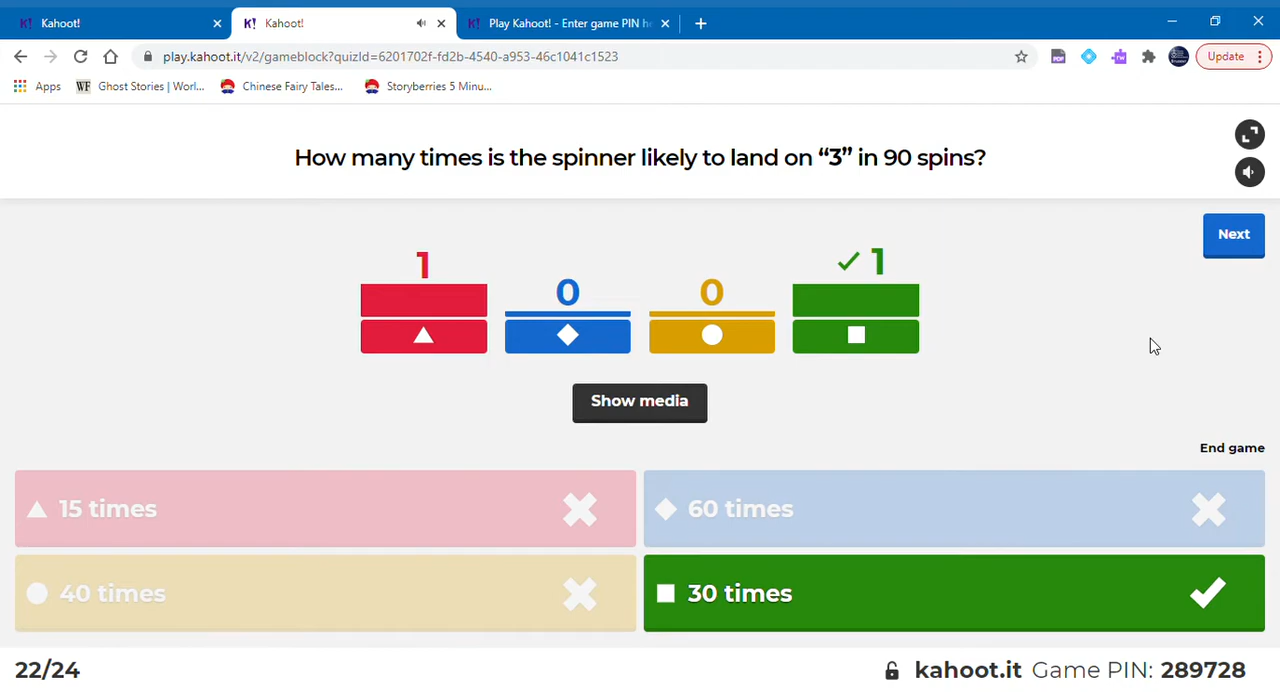 K! Kahoot!
K! Kahoot!
K! Play Kahoot! - Enter game PIN he
play.kahoot.it/v2/gameblock?quizId=6201702f-fd2b-4540-a953-46c1041c1523
PDF
rw
Update
Apps
WF Ghost Stories | Worl...
Chinese Fairy Tales...
Storyberries 5 Minu...
How many times is the spinner likely to land on “3” in 90 spins?
Next
1
0
0
1
Show media
End game
15 times
60 times
40 times
30 times
22/24
kahoot.it Game PIN: 289728